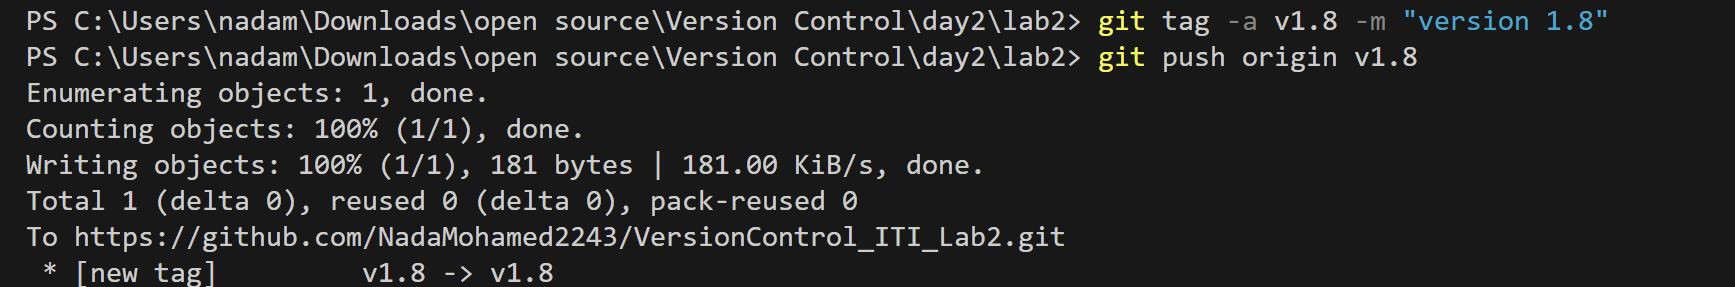 PS C:\Users\nadam\Downloads\open source\Version Control\day2\lab2> git tag -a v1.8 -m "version 1.8"
PS C:\Users\nadam\Downloads\open source\Version Control\day2\lab2> git push origin v1.8
Enumerating objects: 1, done.
Counting objects: 100% (1/1), done.
Writing objects: 100% (1/1), 181 bytes | 181.00 KiB/s, done.
Total 1 (delta 0), reused 0 (delta 0), pack-reused 0
To https://github.com/NadaMohamed2243/VersionControl_ITI_Lab2.git
 * [new tag]         v1.8 -> v1.8